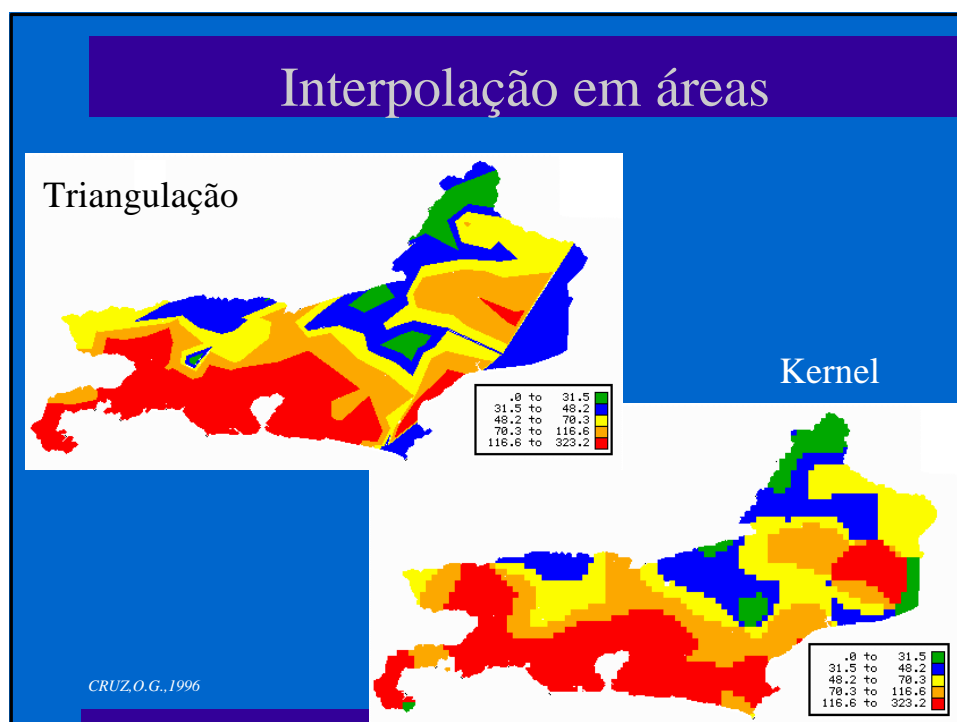 Interpolação em áreas
Triangulação
.0 to 31.5
31.5 to 48.2
48.2 to 70.3
70.3 to 116.6
116.6 to 323.2
Kernel
.0 to 31.5
31.5 to 48.2
48.2 to 70.3
70.3 to 116.6
116.6 to 323.2
CRUZ,O.G.,1996